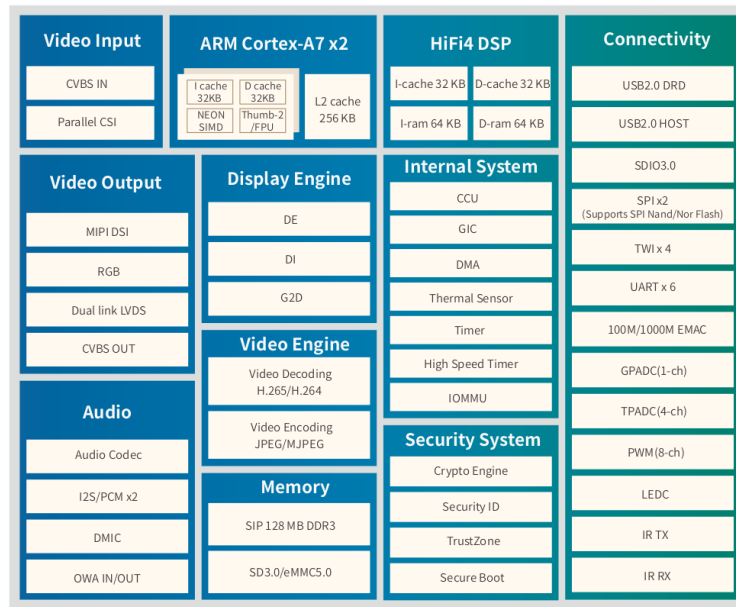 Video Input
CVBS IN
Parallel CSI
ARM Cortex-A7 x2
I cache
32KB
D cache
32KB
NEON
SIMD
Thumb-2
/FPU
L2 cache
256 KB
HiFi4 DSP
I-cache 32 KB
D-cache 32 KB
I-ram 64 KB
D-ram 64 KB
Connectivity
USB2.0 DRD
USB2.0 HOST
SDIO3.0
SPI x2
(Supports SPI Nand/Nor Flash)
TWI x 4
UART x 6
100M/1000M EMAC
GPADC(1-ch)
TPADC(4-ch)
PWM(8-ch)
LEDC
IR TX
IR RX
Video Output
MIPI DSI
RGB
Dual link LVDS
CVBS OUT
Display Engine
DE
DI
G2D
Internal System
CCU
GIC
DMA
Thermal Sensor
Timer
High Speed Timer
IOMMU
Video Engine
Video Decoding
H.265/H.264
Video Encoding
JPEG/MJPEG
Audio
Audio Codec
I2S/PCM x2
DMIC
OWA IN/OUT
Memory
SIP 128 MB DDR3
SD3.0/eMMC5.0
Security System
Crypto Engine
Security ID
TrustZone
Secure Boot